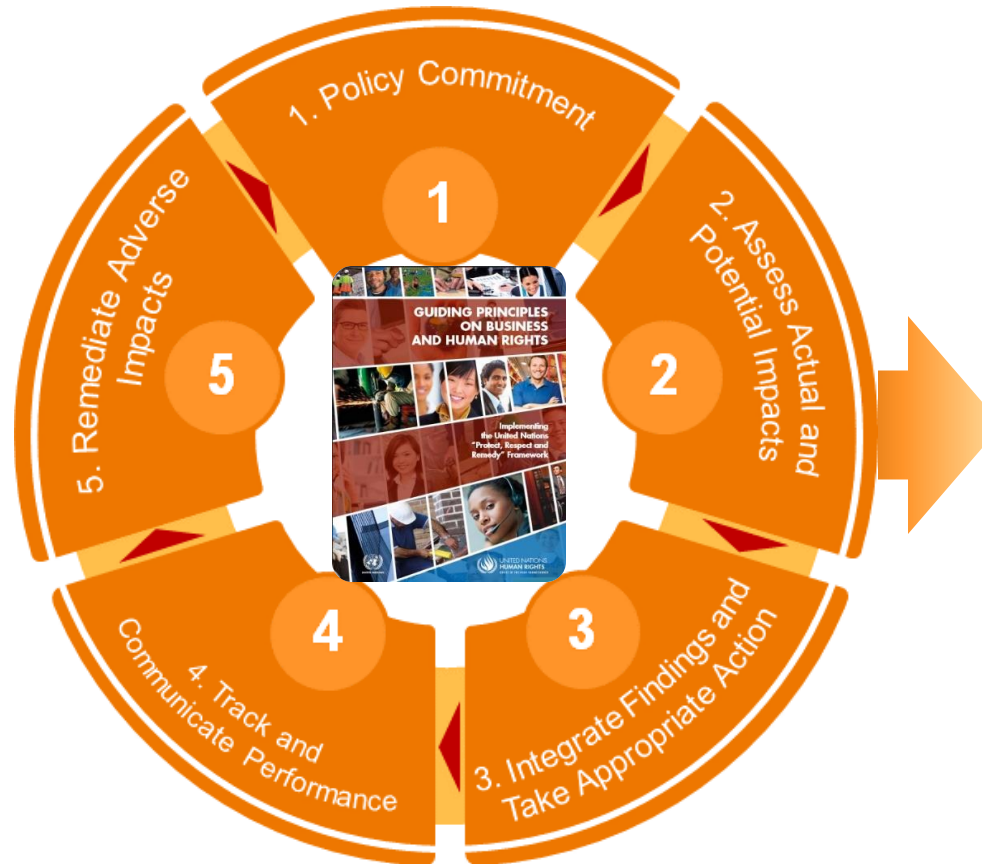 1. Policy Commitment
1
2. Assess Actual and
Potential Impacts
2
3. Integrate Findings and
Take Appropriate Action
3
4. Track and
Communicate Performance
4
5. Remediate Adverse
Impacts
5
GUIDING PRINCIPLES
ON BUSINESS
AND HUMAN RIGHTS
Implementing
the United Nations
“Protect, Respect and
Remedy” Framework
UNITED NATIONS
HUMAN RIGHTS